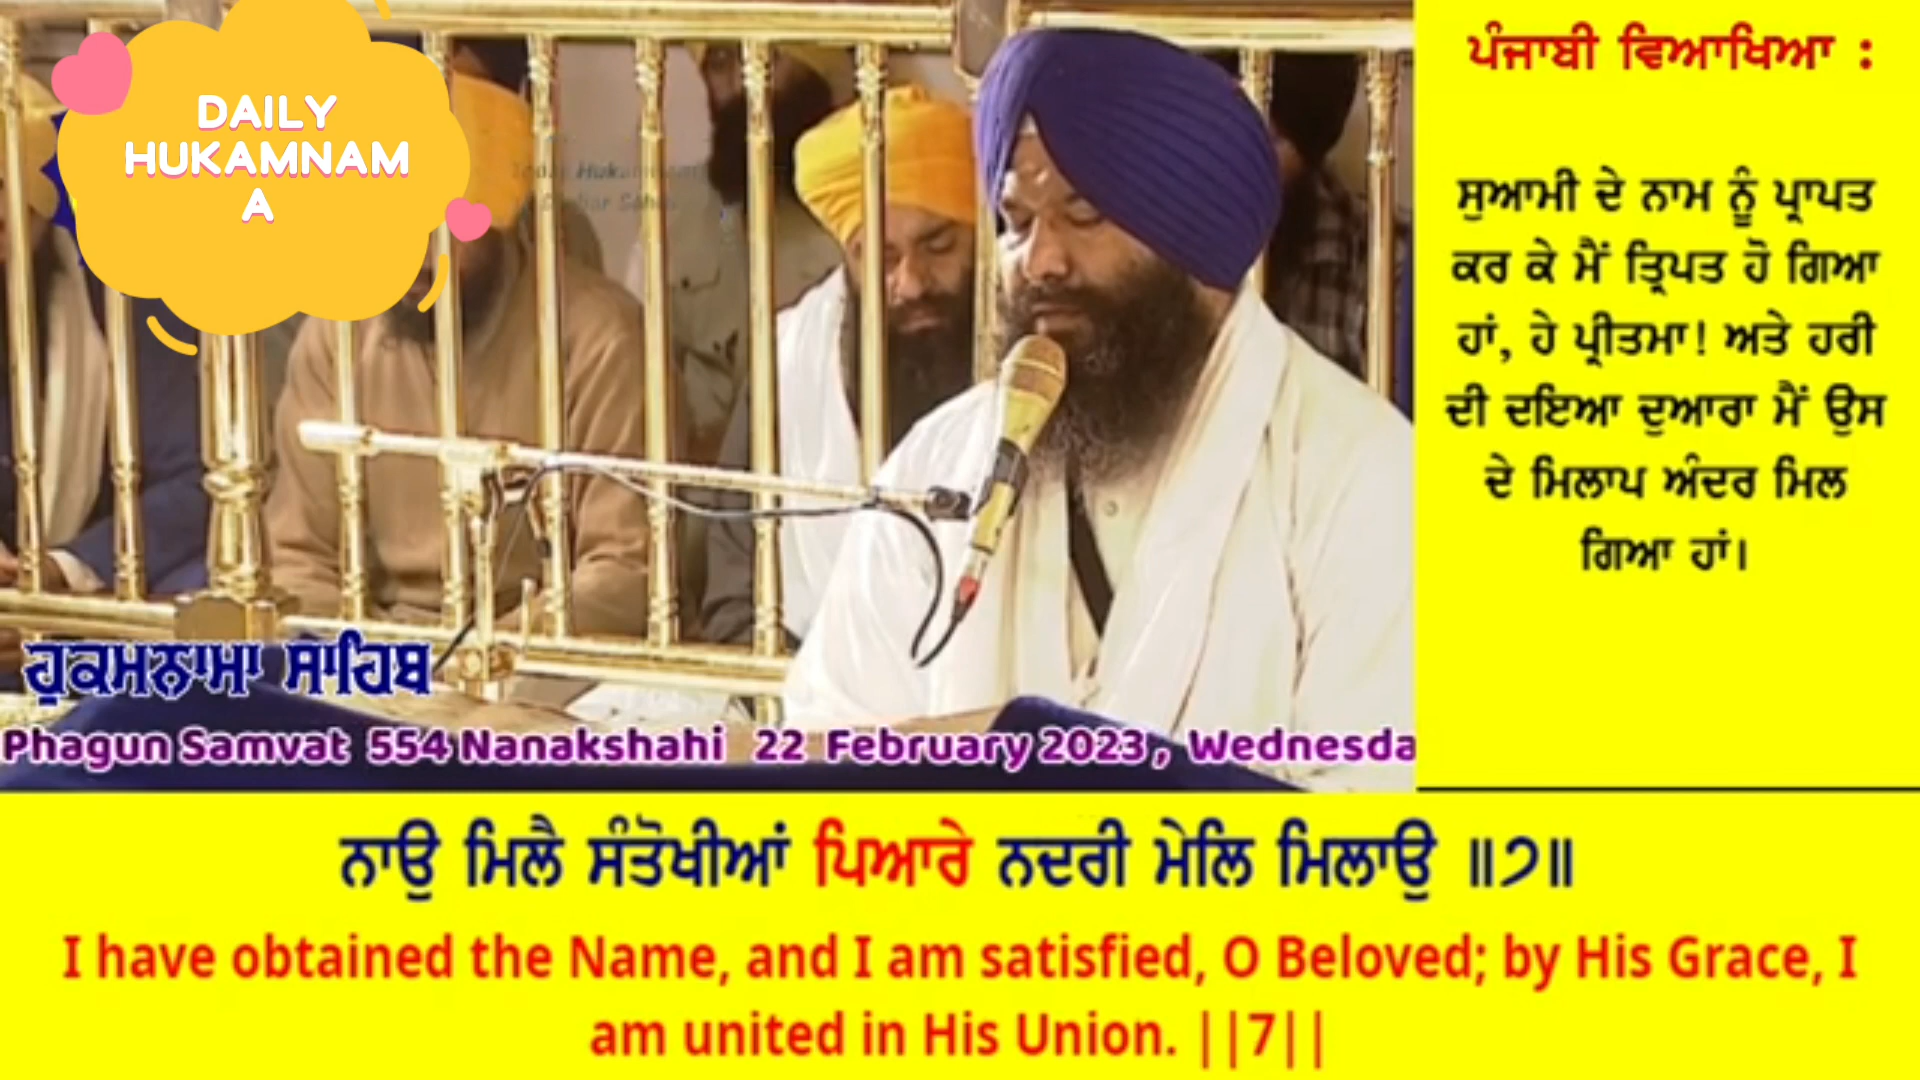 DAILY
HUKAMNAM
A
ਪੰਜਾਬੀ ਵਿਆਖਿਆ :
ਸੁਆਮੀ ਦੇ ਨਾਮ ਨੂੰ ਪ੍ਰਾਪਤ
ਕਰ ਕੇ ਮੈਂ ਤ੍ਰਿਪਤ ਹੋ ਗਿਆ
ਹਾਂ, ਹੇ ਪ੍ਰੀਤਮਾ! ਅਤੇ ਹਰੀ
ਦੀ ਦਇਆ ਦੁਆਰਾ ਮੈਂ ਉਸ
ਦੇ ਮਿਲਾਪ ਅੰਦਰ ਮਿਲ
ਗਿਆ ਹਾਂ।
ਹੁਕਮਨਾਮਾ ਸਾਹਿਬ
Phagun Samvat 554 Nanakshahi 22 February 2023, Wednesda
ਨਾਉ ਮਿਲੈ ਸੰਤੋਖੀਆਂ ਪਿਆਰੇ ਨਦਰੀ ਮੇਲਿ ਮਿਲਾਉ ॥੭॥
I have obtained the Name, and I am satisfied, O Beloved; by His Grace, I
am united in His Union. ||7||